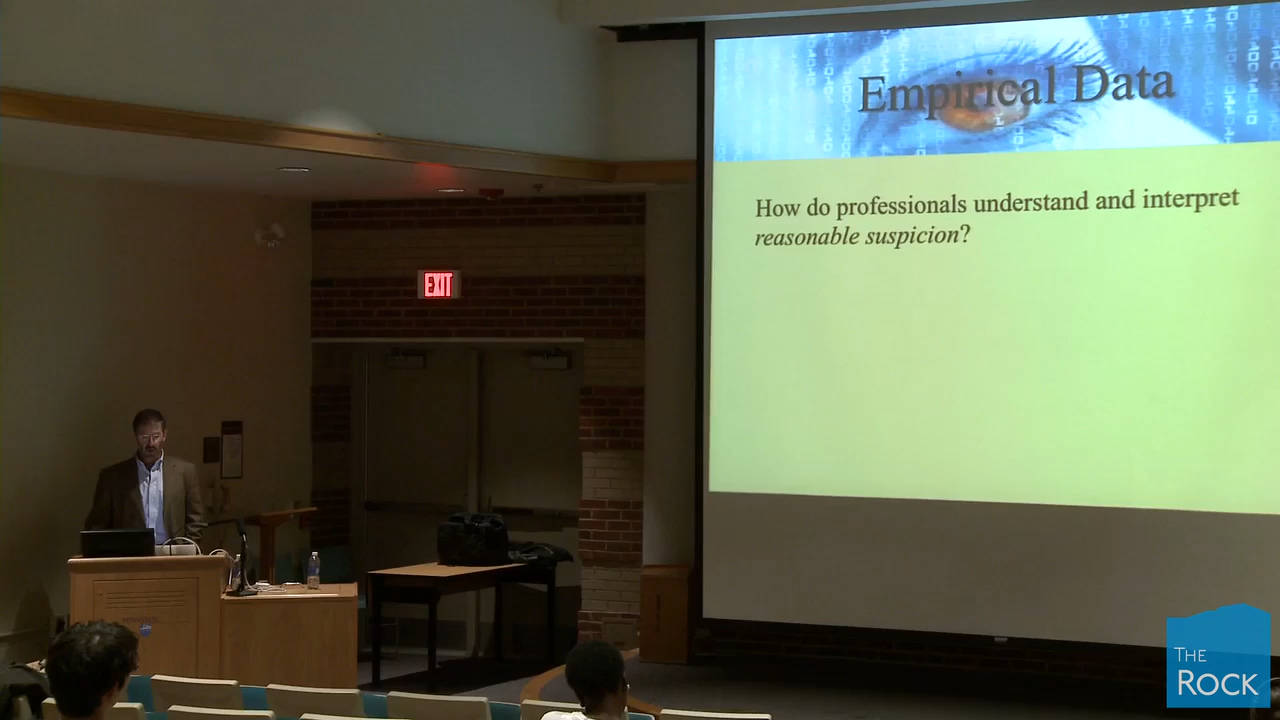 Empirical Data
How do professionals understand and interpret
reasonable suspicion?
EXIT
THE
ROCK